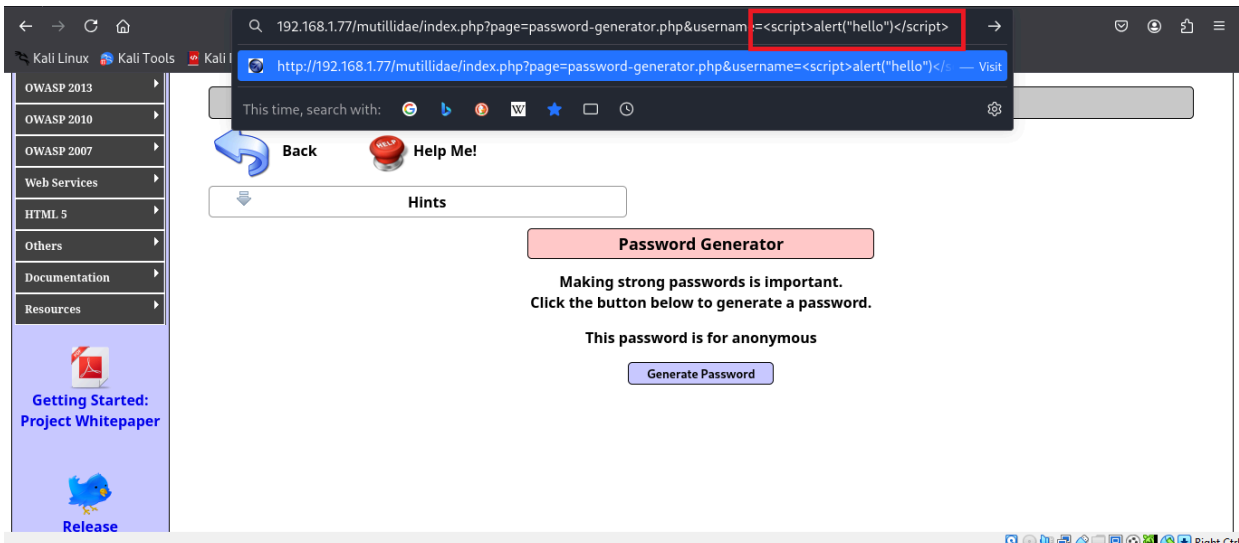 192.168.1.77/mutillidae/index.php?page=password-generator.php&username=<script>alert("hello")</script>
Kali Linux Kali Tools Kali
http://192.168.1.77/mutillidae/index.php?page=password-generator.php&username=<script>alert("hello")</s — Visit
This time, search with:
OWASP 2013
OWASP 2010
OWASP 2007
Web Services
HTML 5
Others
Documentation
Resources
Getting Started:
Project Whitepaper
Release
Back
HELP
Help Me!
Hints
Password Generator
Making strong passwords is important.
Click the button below to generate a password.
This password is for anonymous
Generate Password
Right Ctrl